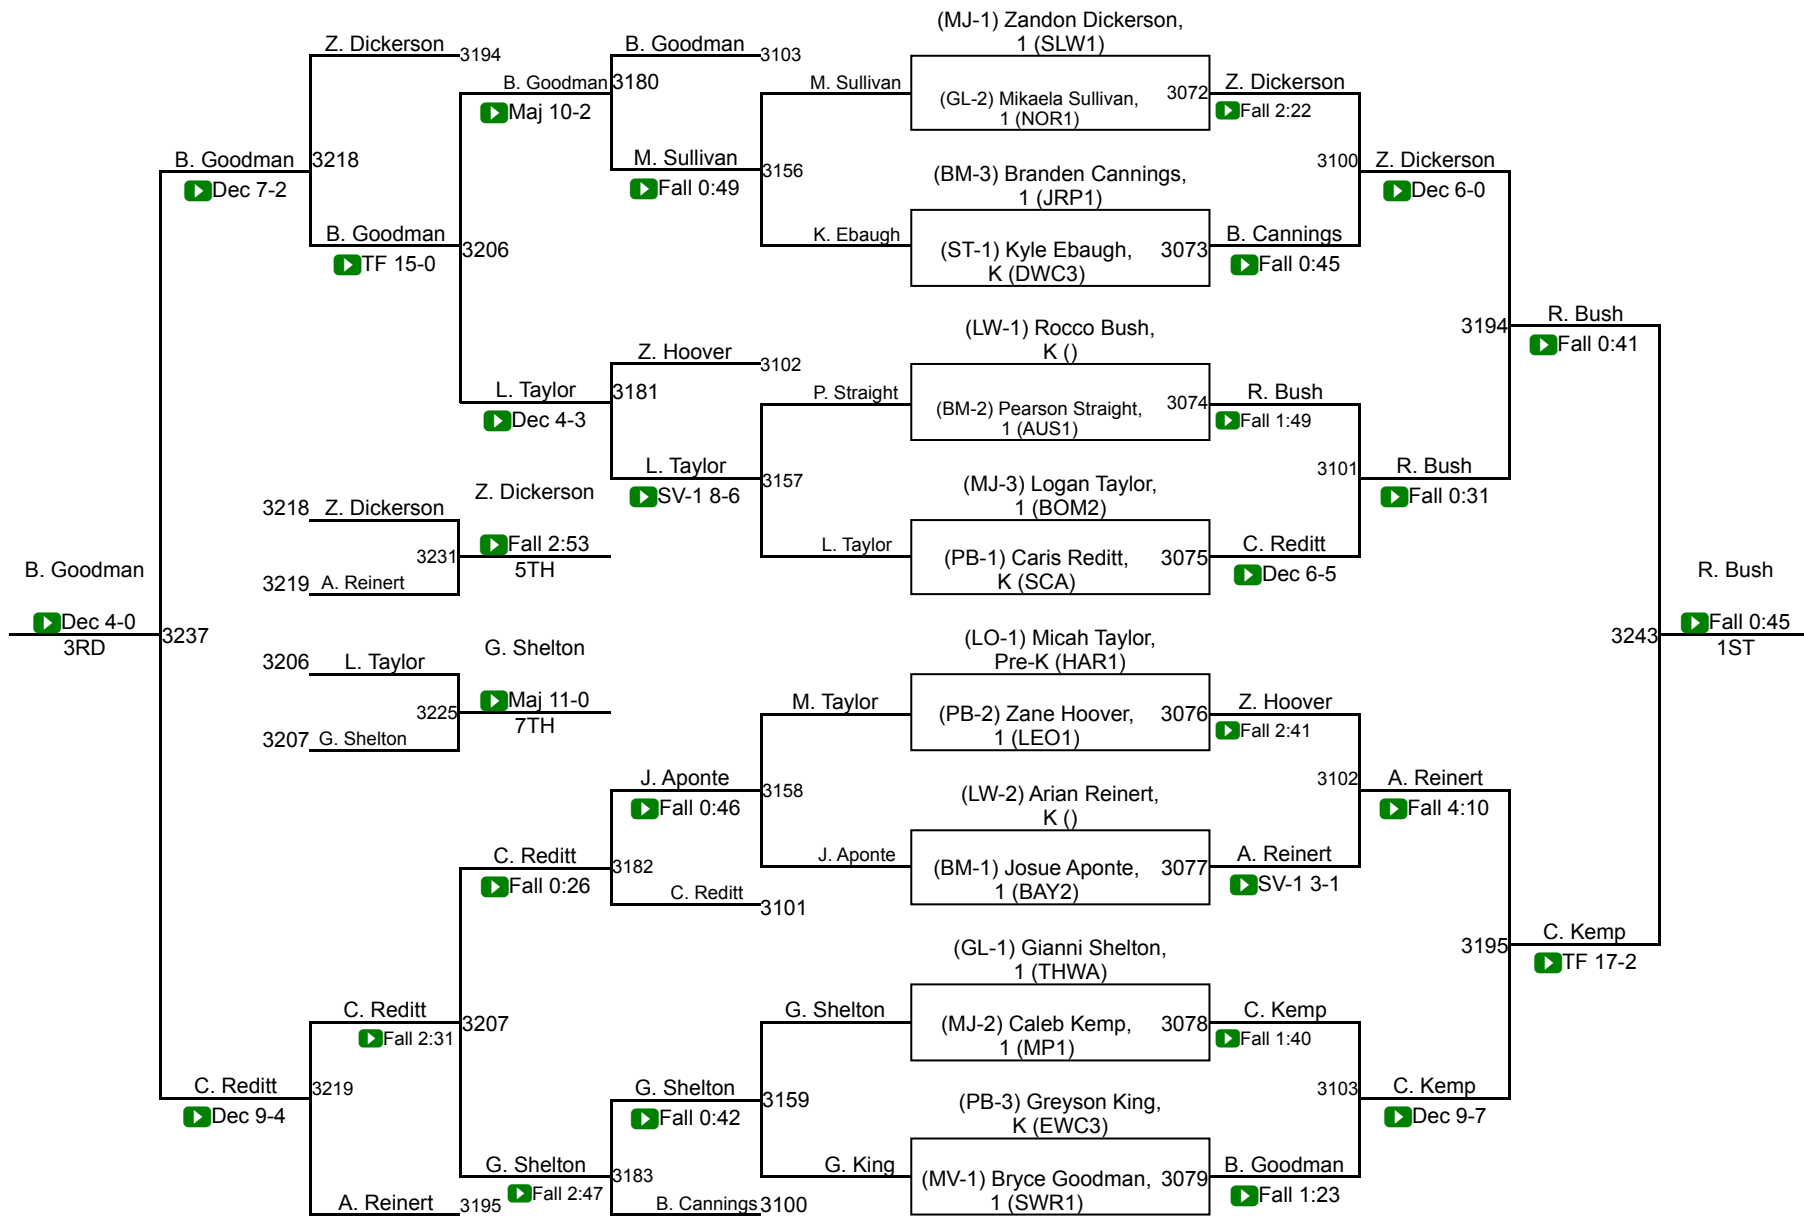 (MJ-1) Zandon Dickerson,
1 (SLW1)
Z. Dickerson
3194
B. Goodman
3103
B. Goodman
3180
Maj 10-2
M. Sullivan
(GL-2) Mikaela Sullivan,
1 (NOR1)
3072
Z. Dickerson
Fall 2:22
B. Goodman
3218
Dec 7-2
M. Sullivan
3156
Fall 0:49
(BM-3) Branden Cannings,
1 (JRP1)
3100
Z. Dickerson
Dec 6-0
B. Goodman
3206
TF 15-0
K. Ebaugh
(ST-1) Kyle Ebaugh,
K (DWC3)
3073
B. Cannings
Fall 0:45
(LW-1) Rocco Bush,
K ()
3194
R. Bush
Fall 0:41
Z. Hoover
3102
L. Taylor
3181
Dec 4-3
P. Straight
(BM-2) Pearson Straight,
1 (AUS1)
3074
R. Bush
Fall 1:49
L. Taylor
3157
SV-1 8-6
(MJ-3) Logan Taylor,
1 (BOM2)
3101
R. Bush
Fall 0:31
3218
Z. Dickerson
Z. Dickerson
3231
Fall 2:53
5TH
3219
A. Reinert
L. Taylor
(PB-1) Caris Reditt,
K (SCA)
3075
C. Reditt
Dec 6-5
B. Goodman
Dec 4-0
3RD
3237
R. Bush
3243
Fall 0:45
1ST
(LO-1) Micah Taylor,
Pre-K (HAR1)
3206
L. Taylor
G. Shelton
3225
Maj 11-0
7TH
3207
G. Shelton
M. Taylor
(PB-2) Zane Hoover,
1 (LEO1)
3076
Z. Hoover
Fall 2:41
J. Aponte
3158
Fall 0:46
(LW-2) Arian Reinert,
K ()
3102
A. Reinert
Fall 4:10
C. Reditt
3182
Fall 0:26
C. Reditt
3101
J. Aponte
(BM-1) Josue Aponte,
1 (BAY2)
3077
A. Reinert
SV-1 3-1
(GL-1) Gianni Shelton,
1 (THWA)
3195
C. Kemp
TF 17-2
C. Reditt
3207
Fall 2:31
G. Shelton
(MJ-2) Caleb Kemp,
1 (MP1)
3078
C. Kemp
Fall 1:40
C. Reditt
3219
Dec 9-4
G. Shelton
3159
Fall 0:42
(PB-3) Greyson King,
K (EWC3)
3103
C. Kemp
Dec 9-7
G. Shelton
3183
Fall 2:47
G. King
(MV-1) Bryce Goodman,
1 (SWR1)
3079
B. Goodman
Fall 1:23
A. Reinert
3195
B. Cannings
3100